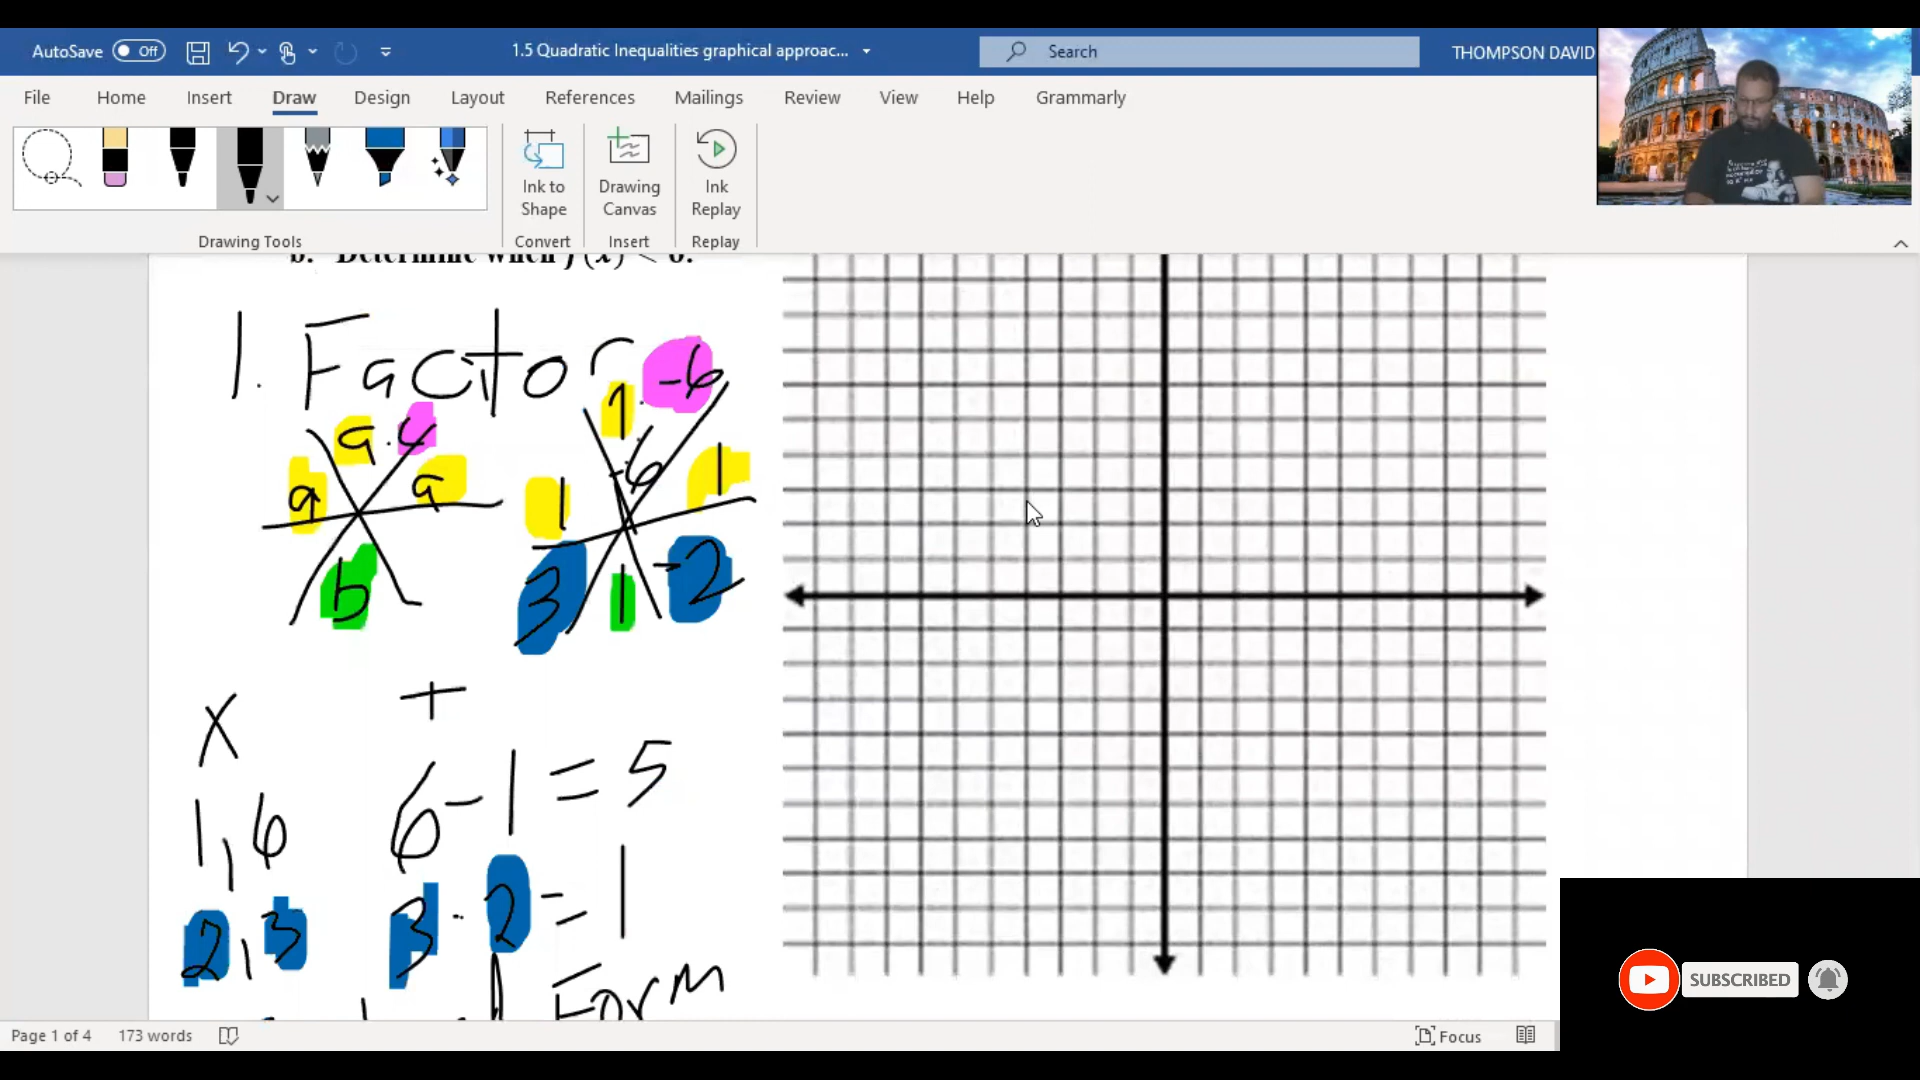 AutoSave Off 1.5 Quadratic Inequalities graphical approac... Search THOMPSON DAVID
File Home Insert Draw Design Layout References Mailings Review View Help Grammarly
Ink to Shape
Drawing Canvas
Ink Replay
Drawing Tools Convert Insert Replay
b. Determine when f(x) < 0.
1. Factor
a · c
a a
b
1 · -6
-6
1 1
3 -2
1
x +
1,6 6-1=5
2,3 3-2=1
Form
Page 1 of 4 173 words Focus
SUBSCRIBED